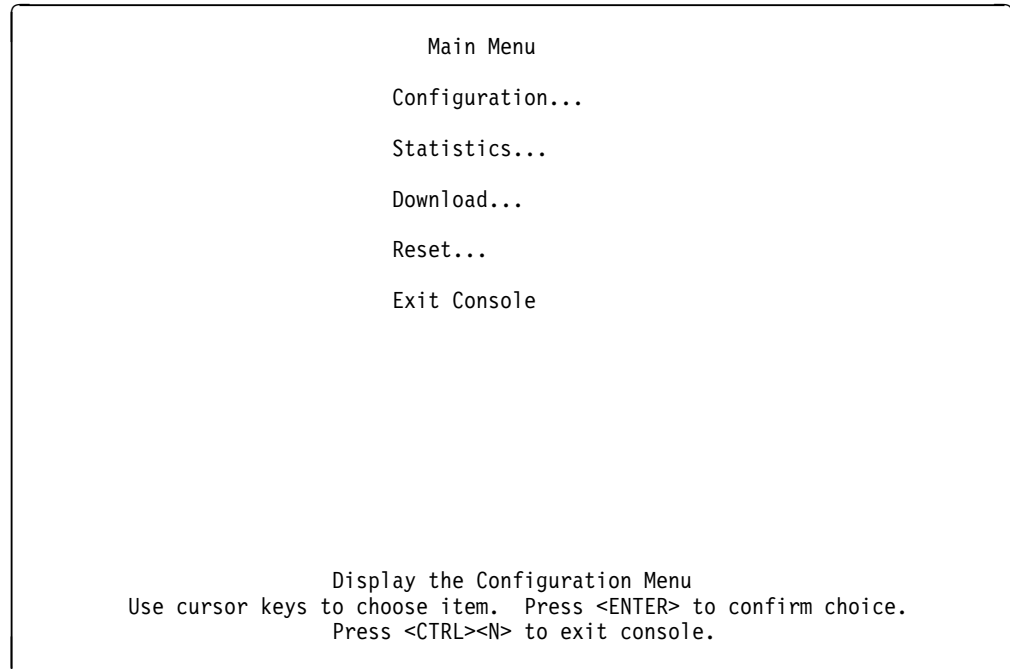 Main Menu
Configuration...
Statistics...
Download...
Reset...
Exit Console
Display the Configuration Menu
Use cursor keys to choose item.  Press <ENTER> to confirm choice.
Press <CTRL><N> to exit console.